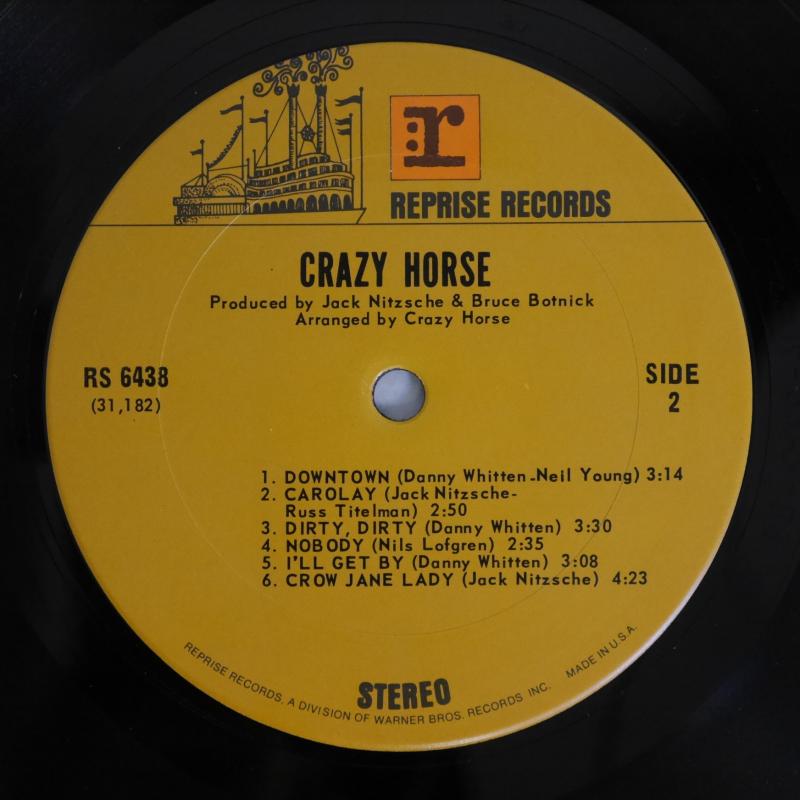 r
REPRISE RECORDS
CRAZY HORSE
Produced by Jack Nitzsche & Bruce Botnick
Arranged by Crazy Horse
RS 6438
(31,182)
SIDE
2
1. DOWNTOWN (Danny Whitten-Neil Young) 3:14
2. CAROLAY (Jack Nitzsche-
Russ Titelman) 2:50
3. DIRTY, DIRTY (Danny Whitten) 3:30
4. NOBODY (Nils Lofgren) 2:35
5. I'LL GET BY (Danny Whitten) 3:08
6. CROW JANE LADY (Jack Nitzsche) 4:23
STEREO
REPRISE RECORDS, A DIVISION OF WARNER BROS. RECORDS INC. MADE IN U.S.A.